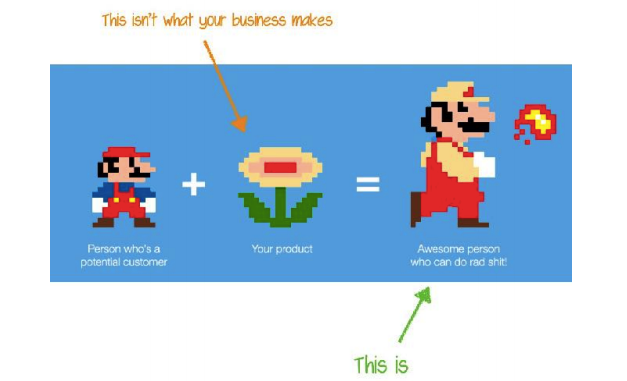 This isn't what your business makes
+
=
Person who's a
potential customer
Your product
Awesome person
who can do rad shit!
This is